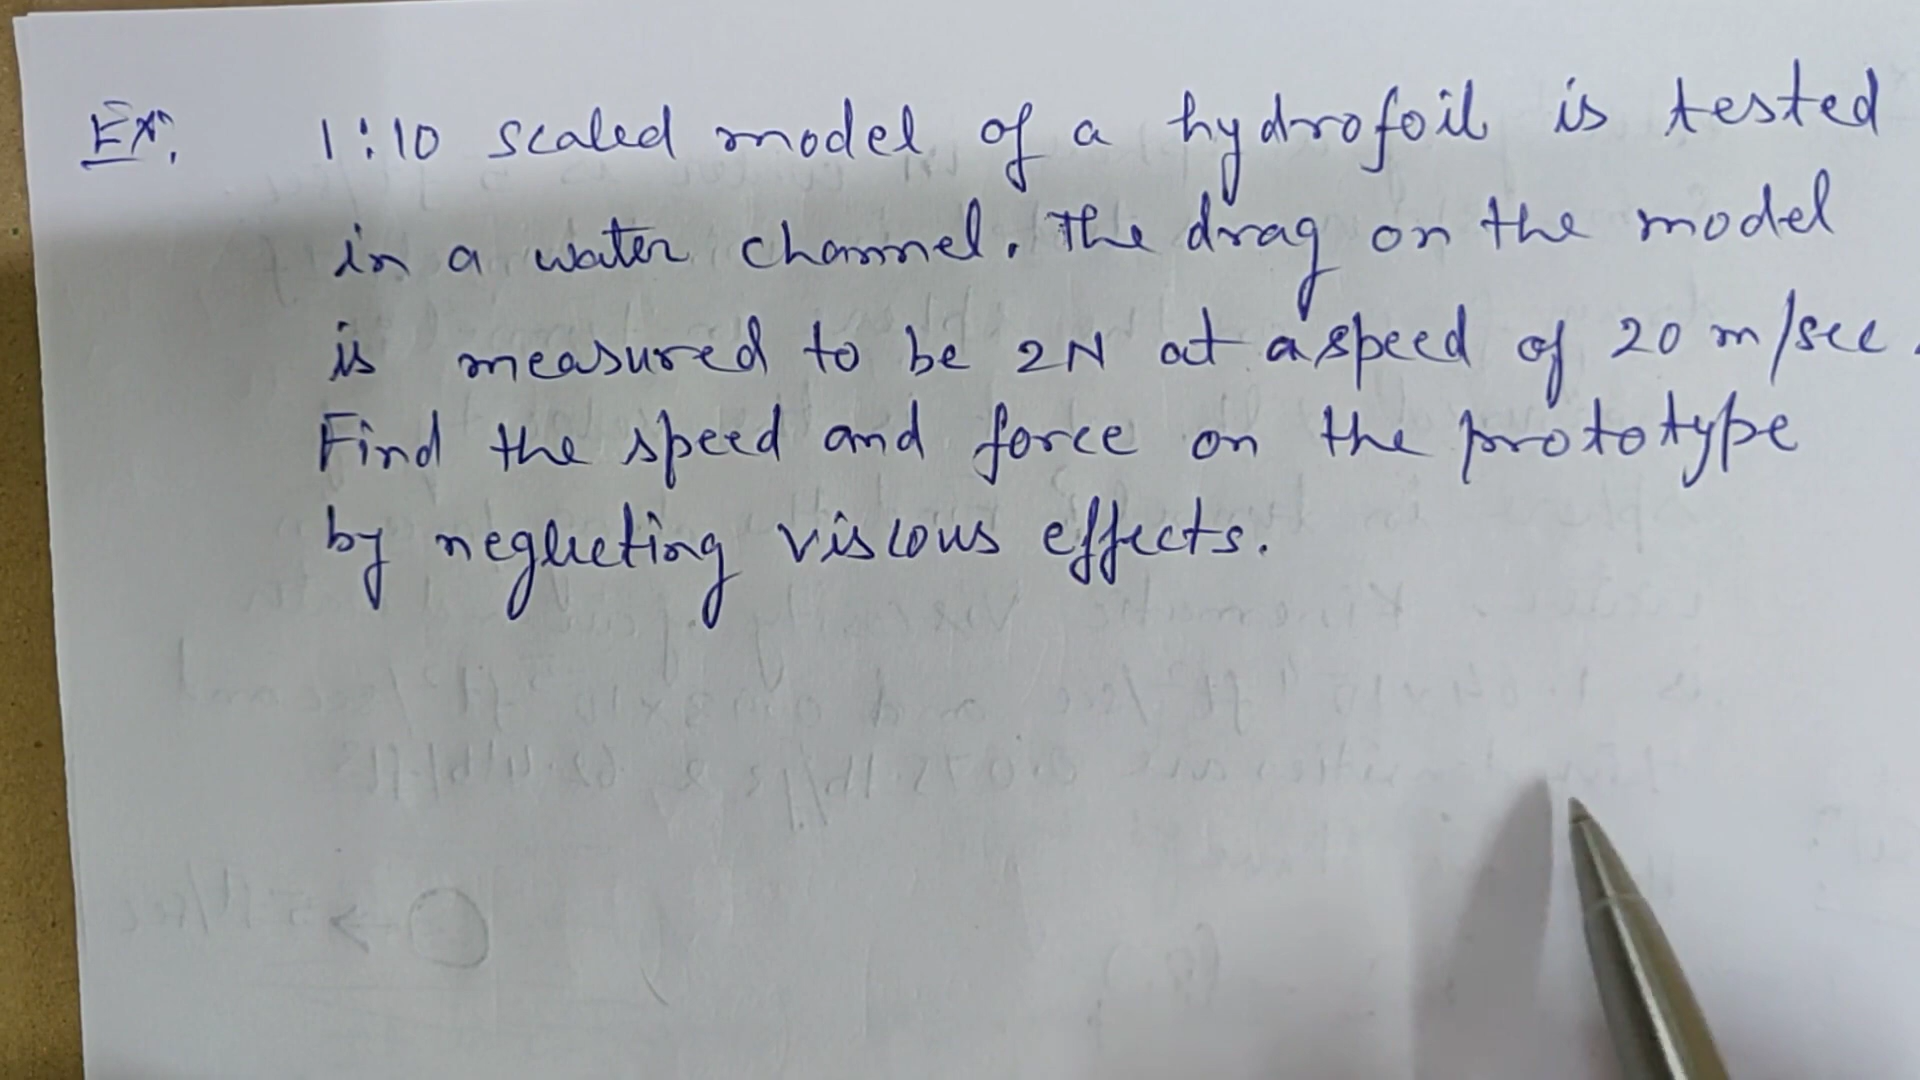 Ex. 1:10 scaled model of a hydrofoil is tested
in a water channel. The drag on the model
is measured to be 2N at a speed of 20 m/sec.
Find the speed and force on the prototype
by neglecting viscous effects.